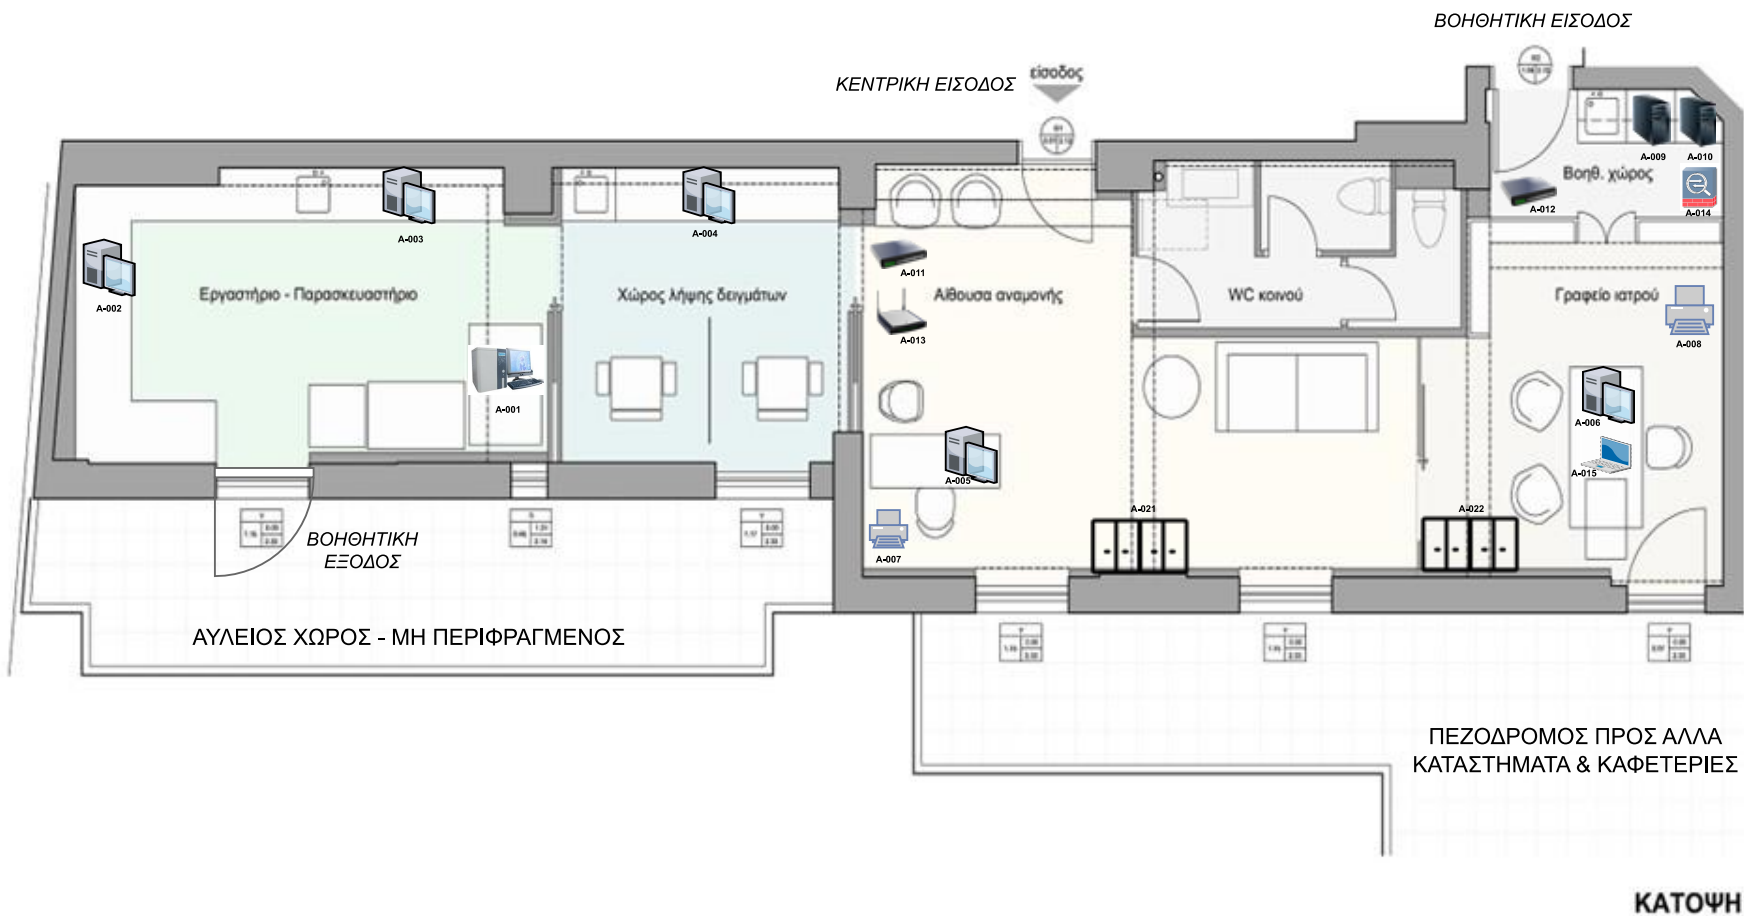 ΒΟΗΘΗΤΙΚΗ ΕΙΣΟΔΟΣ
ΚΕΝΤΡΙΚΗ ΕΙΣΟΔΟΣ
είσοδος
A-009
A-010
Βοηθ. χώρος
A-012
A-014
A-003
A-004
A-002
Εργαστήριο - Παρασκευαστήριο
Χώρος λήψης δειγμάτων
A-011
Αίθουσα αναμονής
WC κοινού
Γραφείο ιατρού
A-013
A-008
A-001
A-006
A-015
A-005
A-021
A-022
A-007
ΒΟΗΘΗΤΙΚΗ
ΕΞΟΔΟΣ
ΑΥΛΕΙΟΣ ΧΩΡΟΣ - ΜΗ ΠΕΡΙΦΡΑΓΜΕΝΟΣ
ΠΕΖΟΔΡΟΜΟΣ ΠΡΟΣ ΑΛΛΑ
ΚΑΤΑΣΤΗΜΑΤΑ & ΚΑΦΕΤΕΡΙΕΣ
ΚΑΤΟΨΗ